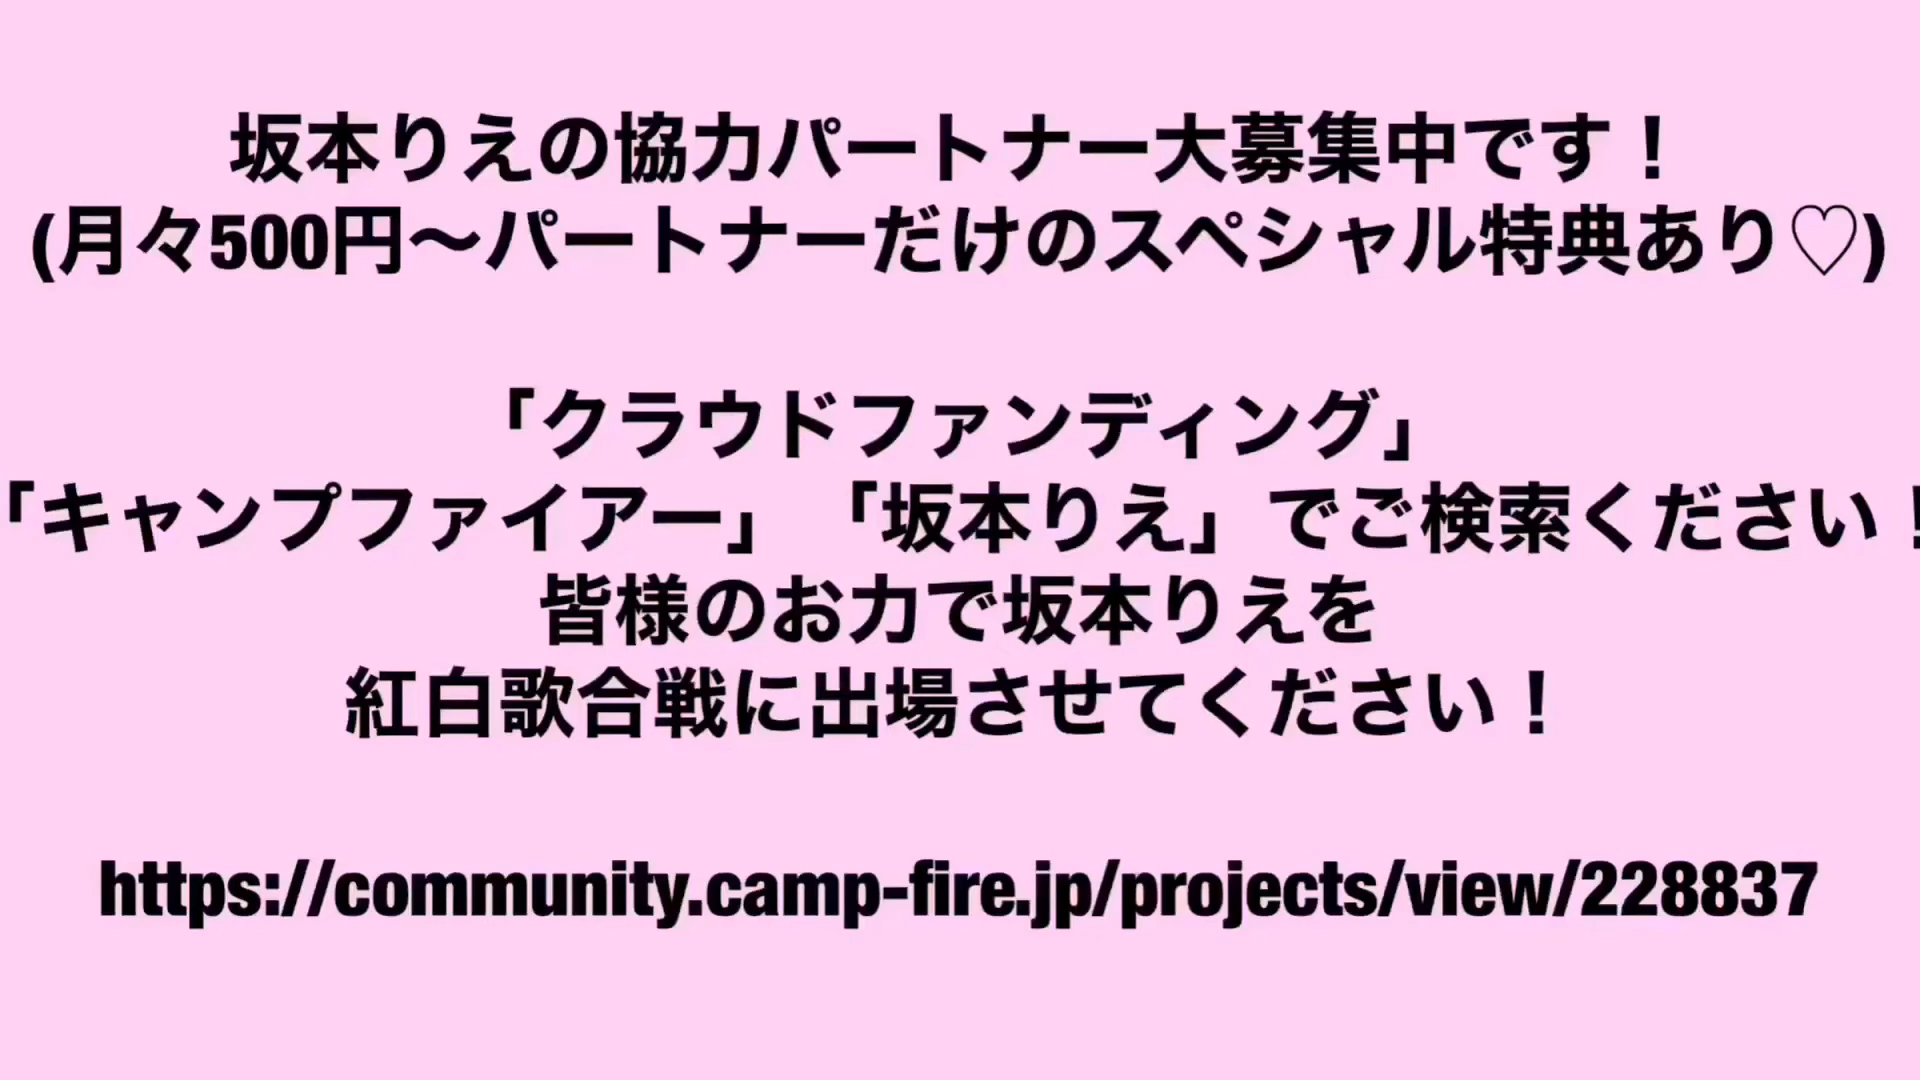 坂本りえの協力パートナー大募集中です！
(月々500円〜パートナーだけのスペシャル特典あり♡)
「クラウドファンディング」
「キャンプファイアー」「坂本りえ」でご検索ください！
皆様のお力で坂本りえを
紅白歌合戦に出場させてください！
https://community.camp-fire.jp/projects/view/228837